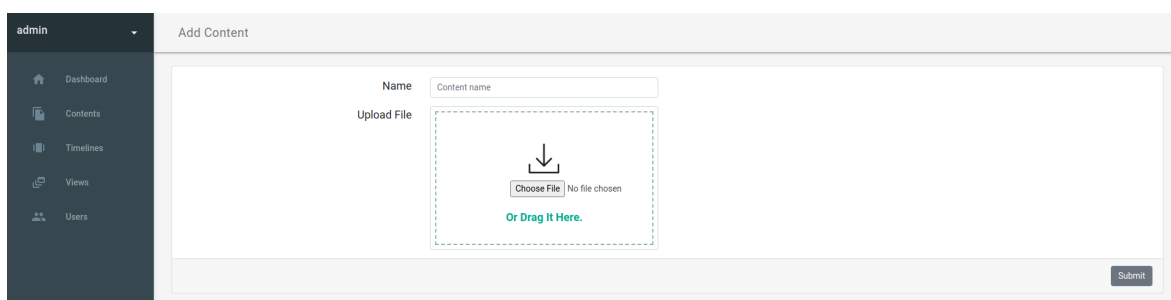 admin
Add Content
Dashboard
Contents
Timelines
Views
Users
Name
Content name
Upload File
Choose File No file chosen
Or Drag It Here.
Submit